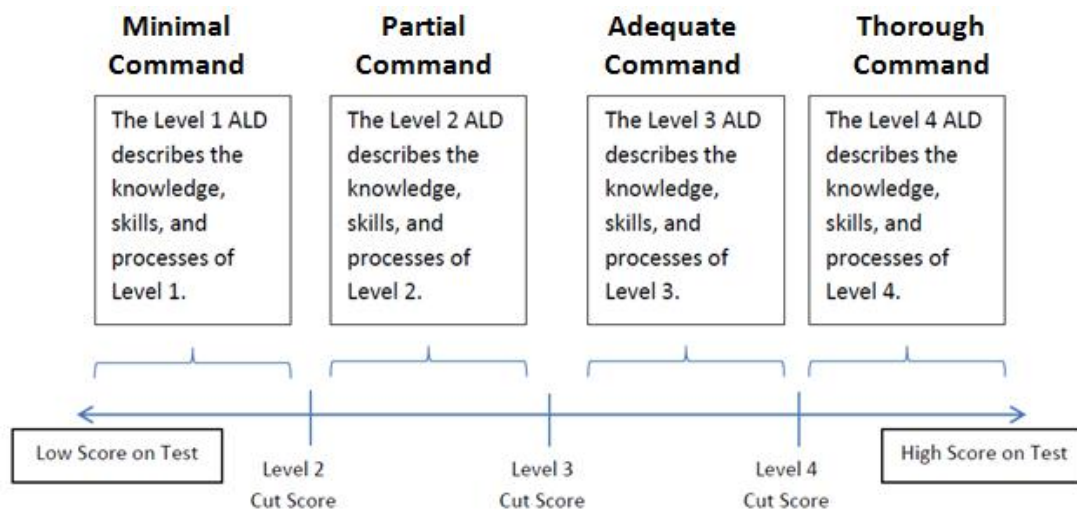 Minimal
Command
Partial
Command
Adequate
Command
Thorough
Command
The Level 1 ALD
describes the
knowledge,
skills, and
processes of
Level 1.
The Level 2 ALD
describes the
knowledge,
skills, and
processes of
Level 2.
The Level 3 ALD
describes the
knowledge,
skills, and
processes of
Level 3.
The Level 4 ALD
describes the
knowledge,
skills, and
processes of
Level 4.
Low Score on Test
Level 2
Cut Score
Level 3
Cut Score
Level 4
Cut Score
High Score on Test